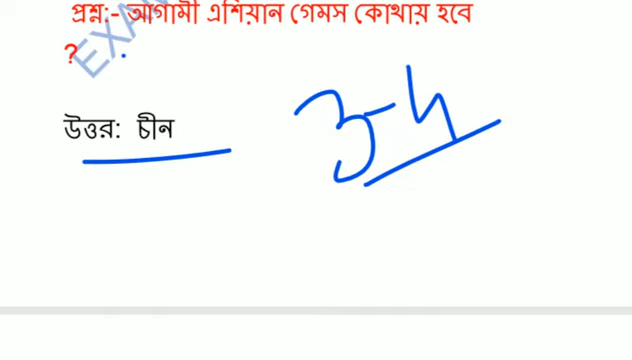 প্রশ্ন:- আগামী এশিয়ান গেমস কোথায় হবে
?
উত্তর: চীন